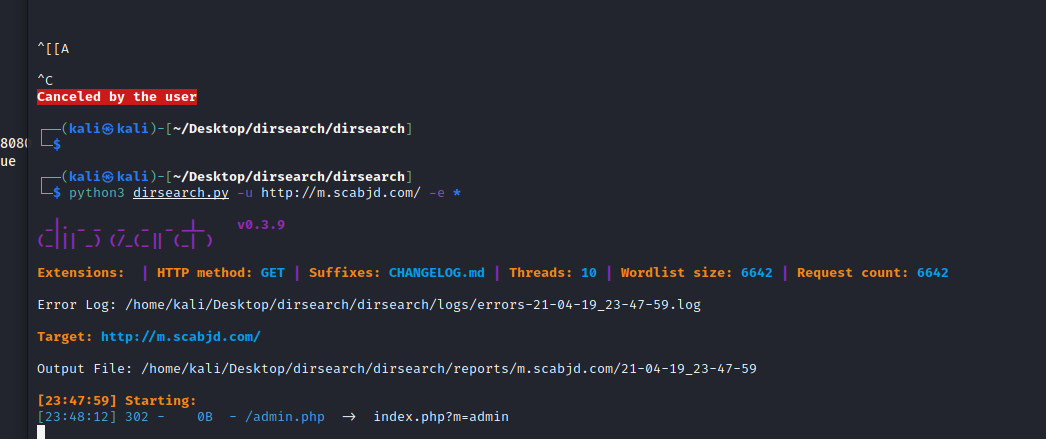 ^[[A
^C
Canceled by the user
┌──(kali㉿kali)-[~/Desktop/dirsearch/dirsearch]
8080
└─$
ue
┌──(kali㉿kali)-[~/Desktop/dirsearch/dirsearch]
└─$ python3 dirsearch.py -u http://m.scabjd.com/ -e *
 _|. _ _  _  _  _ _|_    v0.3.9
(_||| _) (/_(_|| (_| )
Extensions:  | HTTP method: GET | Suffixes: CHANGELOG.md | Threads: 10 | Wordlist size: 6642 | Request count: 6642
Error Log: /home/kali/Desktop/dirsearch/dirsearch/logs/errors-21-04-19_23-47-59.log
Target: http://m.scabjd.com/
Output File: /home/kali/Desktop/dirsearch/dirsearch/reports/m.scabjd.com/21-04-19_23-47-59
[23:47:59] Starting:
[23:48:12] 302 -    0B  - /admin.php  ->  index.php?m=admin